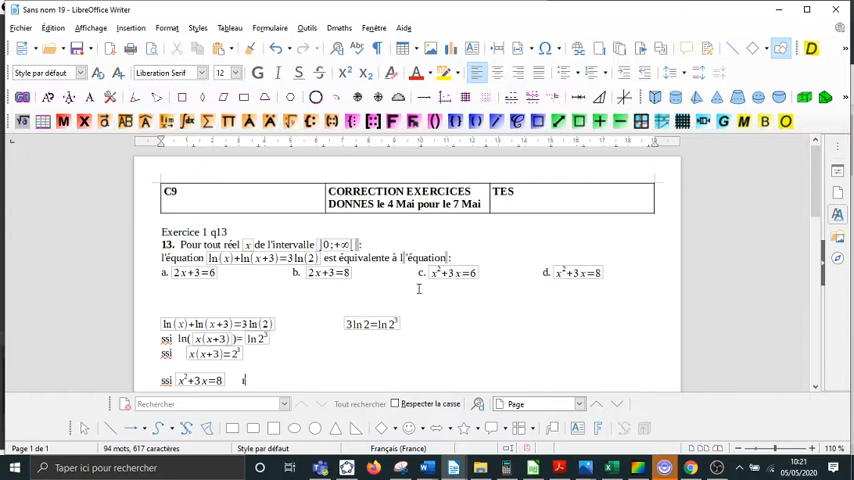 Sans nom 19 - LibreOffice Writer
Fichier Édition Affichage Insertion Format Styles Tableau Formulaire Outils Dmaths Fenêtre Aide
Style par défaut Liberation Serif 12
C9 CORRECTION EXERCICES TES
DONNES le 4 Mai pour le 7 Mai
Exercice 1 q13
13. Pour tout réel x de l'intervalle ]0;+∞[ :
l'équation ln(x)+ln(x+3)=3ln(2) est équivalente à l'équation :
a. 2x+3=6 b. 2x+3=8 c. x²+3x=6 d. x²+3x=8
ln(x)+ln(x+3)=3ln(2) 3ln2=ln2³
ssi ln(x(x+3))= ln2³
ssi x(x+3)=2³
ssi x²+3x=8
Rechercher Tout rechercher Respecter la casse Page
Page 1 de 1 94 mots, 617 caractères Style par défaut Français (France) 110 %
Taper ici pour rechercher 10:21
05/05/2020